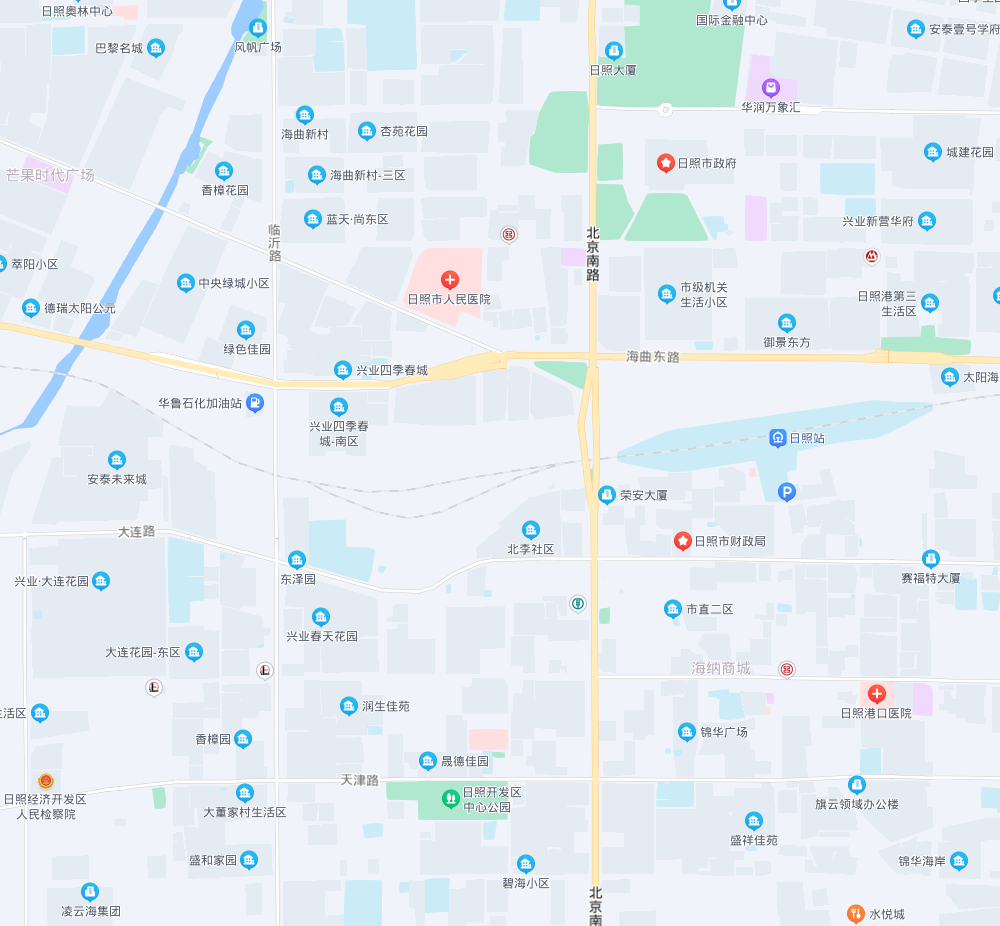 日照奥林中心
国际金融中心
安泰壹号学府
巴黎名城
风帆广场
日照大厦
华润万象汇
海曲新村
杏苑花园
城建花园
日照市政府
芒果时代广场
香樟花园
海曲新村-三区
蓝天·尚东区
兴业新营华府
临沂路
北京南路
萃阳小区
中央绿城小区
日照市人民医院
市级机关
生活小区
日照港第三
生活区
德瑞太阳公元
绿色佳园
御景东方
海曲东路
兴业四季春城
太阳海
华鲁石化加油站
兴业四季春
城-南区
日照站
安泰未来城
荣安大厦
大连路
北李社区
日照市财政局
兴业·大连花园
东泽园
赛福特大厦
兴业春天花园
市直二区
大连花园-东区
海纳商城
生活区
润生佳苑
日照港口医院
香樟园
锦华广场
晟德佳园
天津路
日照经济开发区
人民检察院
大董家村生活区
日照开发区
中心公园
旗云领域办公楼
盛祥佳苑
盛和家园
碧海小区
锦华海岸
凌云海集团
北京南
水悦城